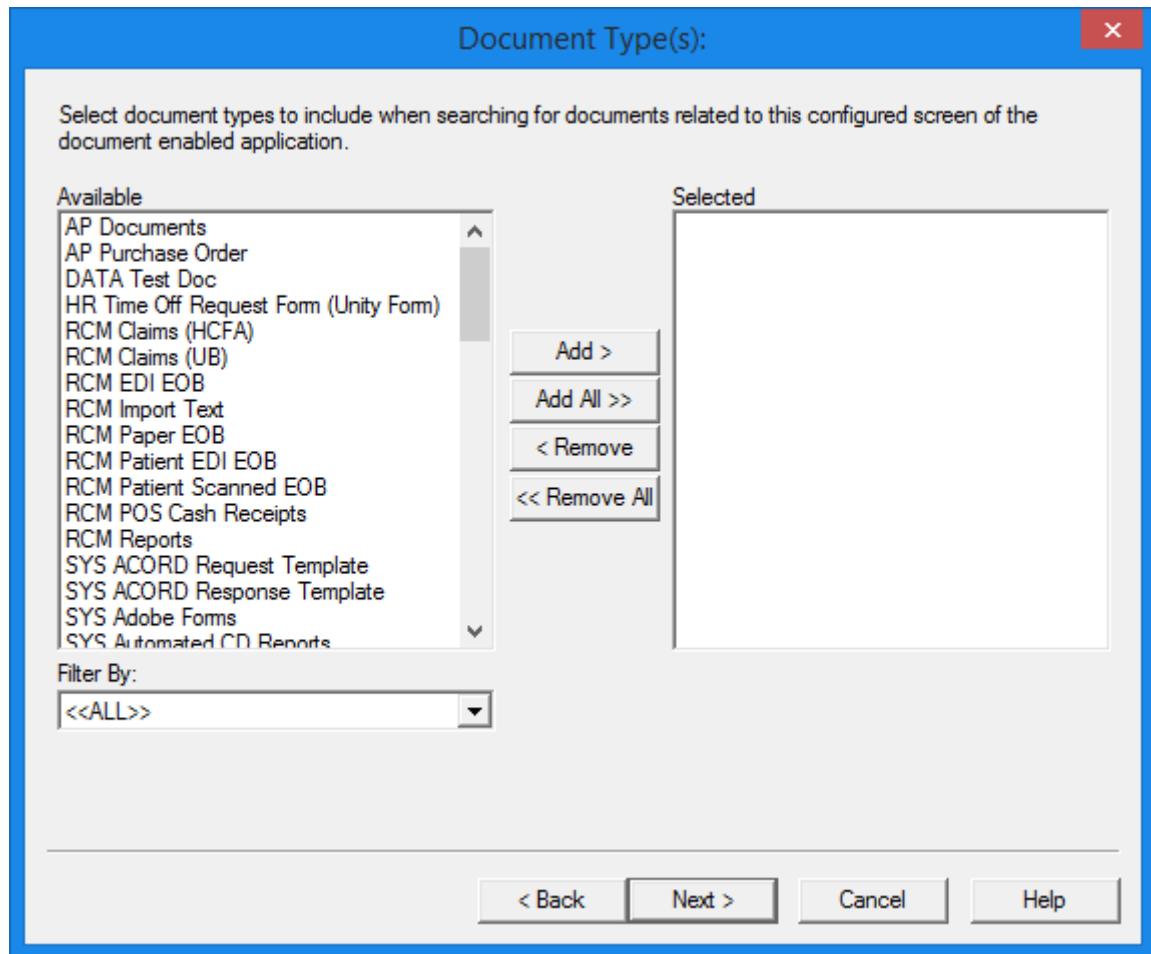 Document Type(s):
Select document types to include when searching for documents related to this configured screen of the
document enabled application.
Available
AP Documents
AP Purchase Order
DATA Test Doc
HR Time Off Request Form (Unity Form)
RCM Claims (HCFA)
RCM Claims (UB)
RCM EDI EOB
RCM Import Text
RCM Paper EOB
RCM Patient EDI EOB
RCM Patient Scanned EOB
RCM POS Cash Receipts
RCM Reports
SYS ACORD Request Template
SYS ACORD Response Template
SYS Adobe Forms
SYS Automated CD Reports
Filter By:
<<ALL>>
Add >
Add All >>
< Remove
<< Remove All
Selected
< Back
Next >
Cancel
Help